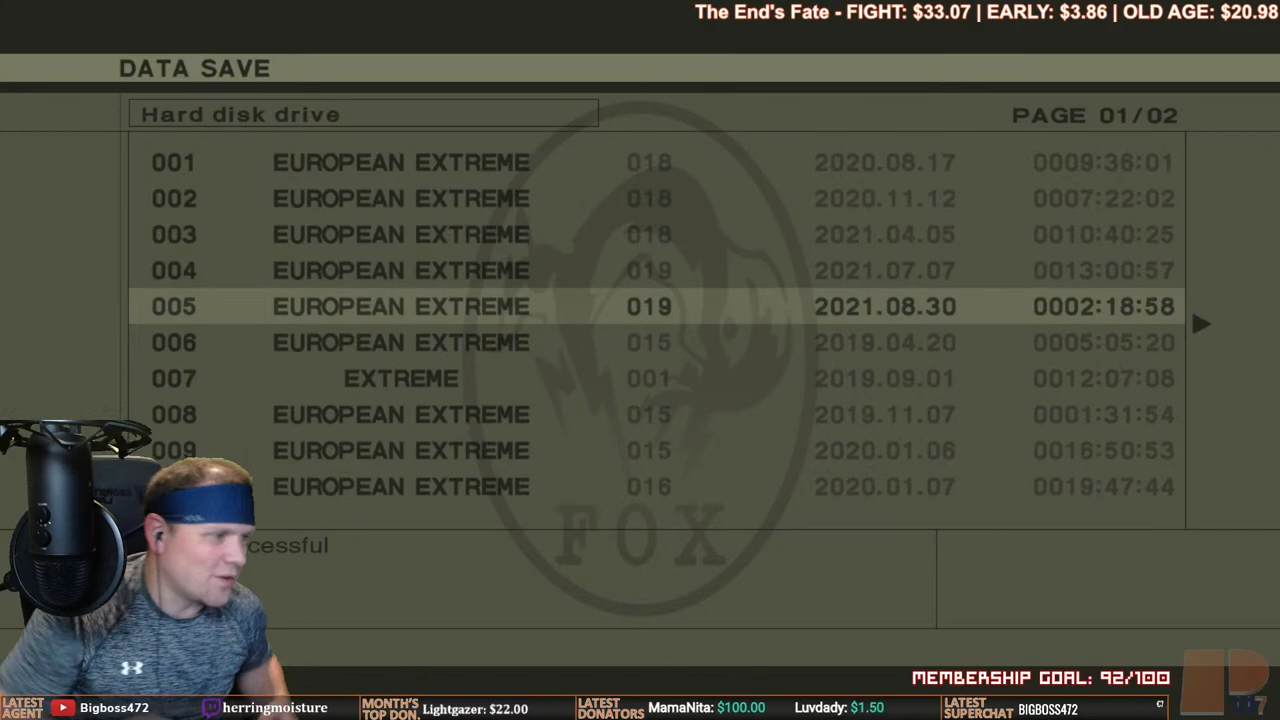 The End's Fate - FIGHT: $33.07 | EARLY: $3.86 | OLD AGE: $20.98
DATA SAVE
Hard disk drive PAGE 01/02
001 EUROPEAN EXTREME 018 2020.08.17 0009:36:01
002 EUROPEAN EXTREME 018 2020.11.12 0007:22:02
003 EUROPEAN EXTREME 018 2021.04.05 0010:40:25
004 EUROPEAN EXTREME 019 2021.07.07 0013:00:57
005 EUROPEAN EXTREME 019 2021.08.30 0002:18:58
006 EUROPEAN EXTREME 015 2019.04.20 0005:05:20
007 EXTREME 001 2019.09.01 0012:07:08
008 EUROPEAN EXTREME 015 2019.11.07 0001:31:54
009 EUROPEAN EXTREME 015 2020.01.06 0016:50:53
EUROPEAN EXTREME 016 2020.01.07 0019:47:44
FOX
cessful
MEMBERSHIP GOAL: 92/100
LATEST AGENT Bigboss472 herringmoisture MONTH'S TOP DON. Lightgazer: $22.00 LATEST DONATORS MamaNita: $100.00 Luvdady: $1.50 LATEST SUPERCHAT BIGBOSS472